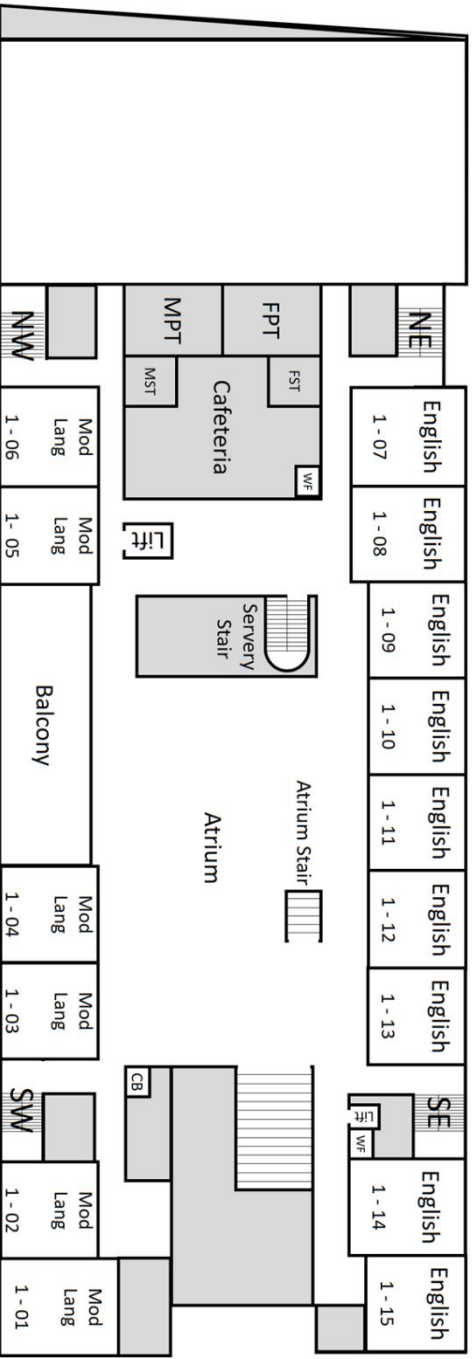 NE
English
1 - 07
English
1 - 08
English
1 - 09
English
1 - 10
English
1 - 11
English
1 - 12
English
1 - 13
SE
Lift
WF
English
1 - 14
English
1 - 15
FPT
MPT
FST
MST
Cafeteria
WF
Lift
Servery
Stair
Atrium Stair
Atrium
CB
NW
Mod
Lang
1 - 06
Mod
Lang
1 - 05
Balcony
Mod
Lang
1 - 04
Mod
Lang
1 - 03
SW
Mod
Lang
1 - 02
Mod
Lang
1 - 01